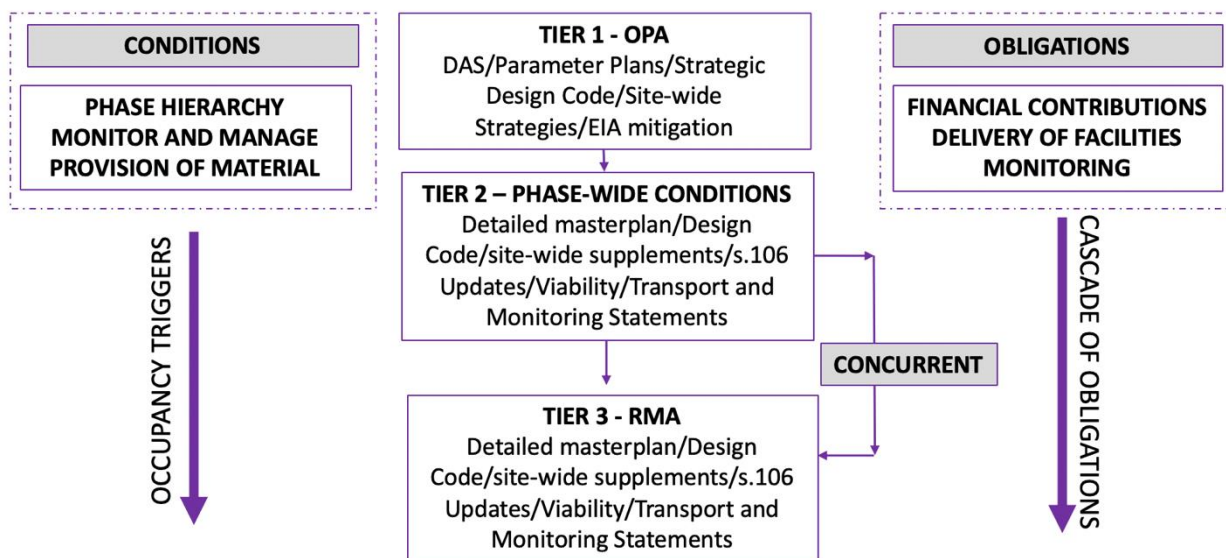 CONDITIONS
PHASE HIERARCHY
MONITOR AND MANAGE
PROVISION OF MATERIAL
OCCUPANCY TRIGGERS
TIER 1 - OPA
DAS/Parameter Plans/Strategic
Design Code/Site-wide
Strategies/EIA mitigation
TIER 2 – PHASE-WIDE CONDITIONS
Detailed masterplan/Design
Code/site-wide supplements/s.106
Updates/Viability/Transport and
Monitoring Statements
CONCURRENT
TIER 3 - RMA
Detailed masterplan/Design
Code/site-wide supplements/s.106
Updates/Viability/Transport and
Monitoring Statements
OBLIGATIONS
FINANCIAL CONTRIBUTIONS
DELIVERY OF FACILITIES
MONITORING
CASCADE OF OBLIGATIONS